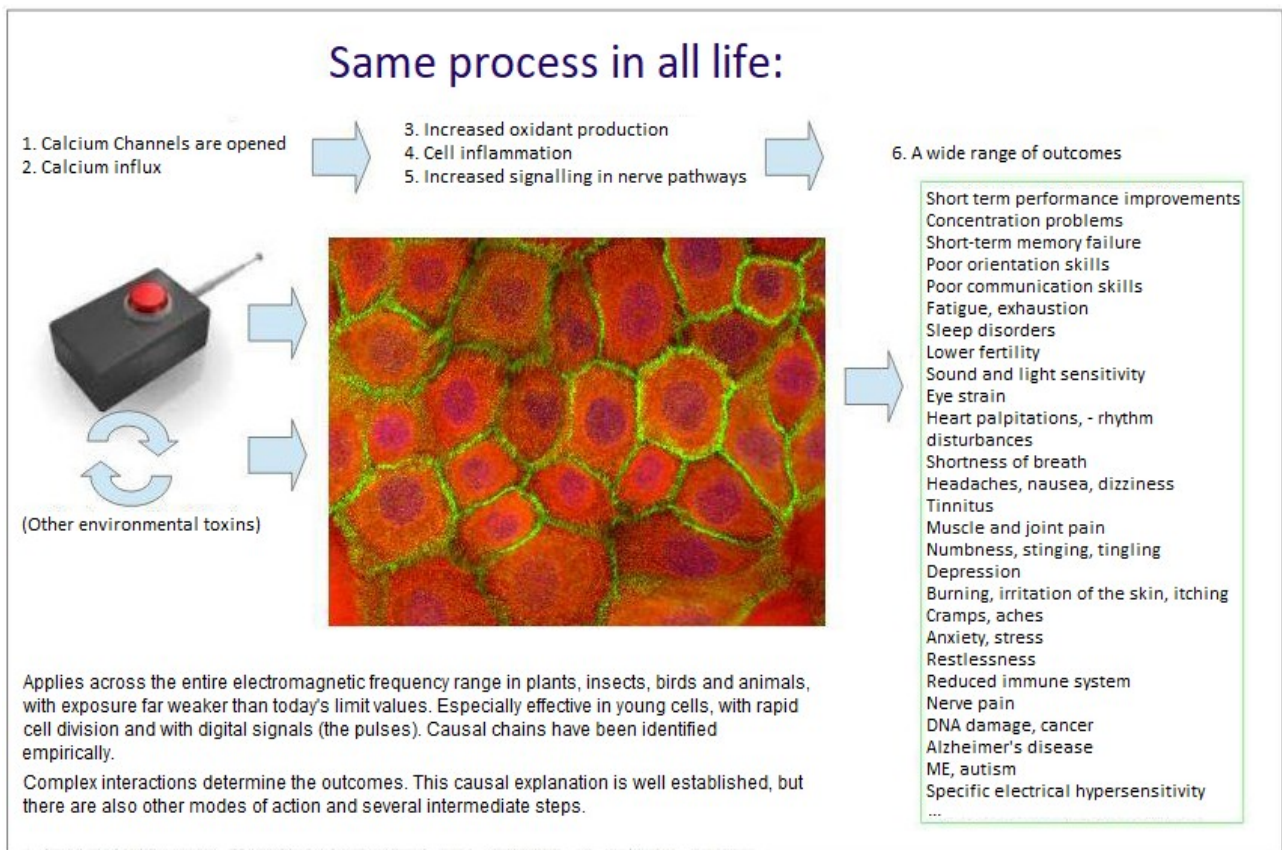 Same process in all life:
1. Calcium Channels are opened
2. Calcium influx
3. Increased oxidant production
4. Cell inflammation
5. Increased signalling in nerve pathways
6. A wide range of outcomes
Short term performance improvements
Concentration problems
Short-term memory failure
Poor orientation skills
Poor communication skills
Fatigue, exhaustion
Sleep disorders
Lower fertility
Sound and light sensitivity
Eye strain
Heart palpitations, - rhythm
disturbances
Shortness of breath
Headaches, nausea, dizziness
Tinnitus
Muscle and joint pain
Numbness, stinging, tingling
Depression
Burning, irritation of the skin, itching
Cramps, aches
Anxiety, stress
Restlessness
Reduced immune system
Nerve pain
DNA damage, cancer
Alzheimer's disease
ME, autism
Specific electrical hypersensitivity
...
(Other environmental toxins)
Applies across the entire electromagnetic frequency range in plants, insects, birds and animals,
with exposure far weaker than today's limit values. Especially effective in young cells, with rapid
cell division and with digital signals (the pulses). Causal chains have been identified
empirically.
Complex interactions determine the outcomes. This causal explanation is well established, but
there are also other modes of action and several intermediate steps.